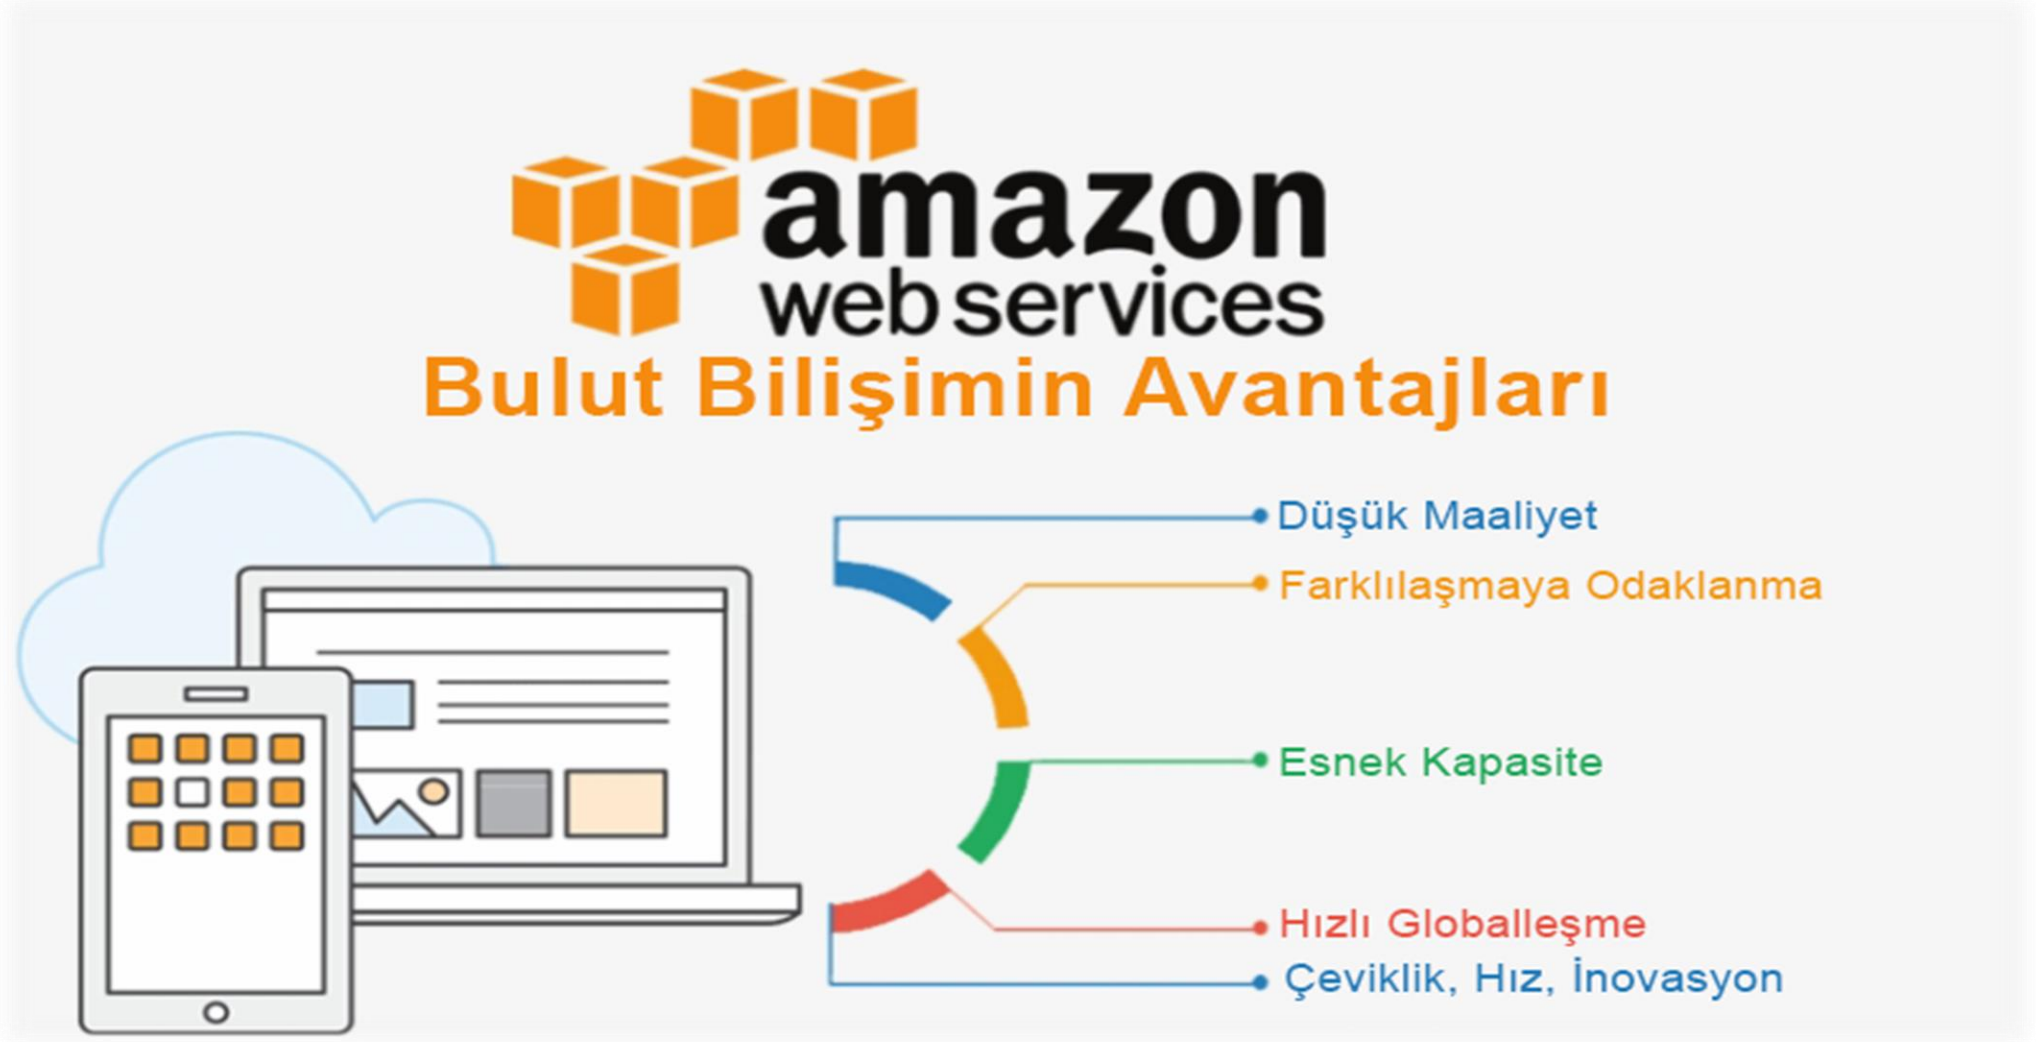 amazon
web services
Bulut Bilişimin Avantajları
Düşük Maaliyet
Farklılaşmaya Odaklanma
Esnek Kapasite
Hızlı Globalleşme
Çeviklik, Hız, İnovasyon